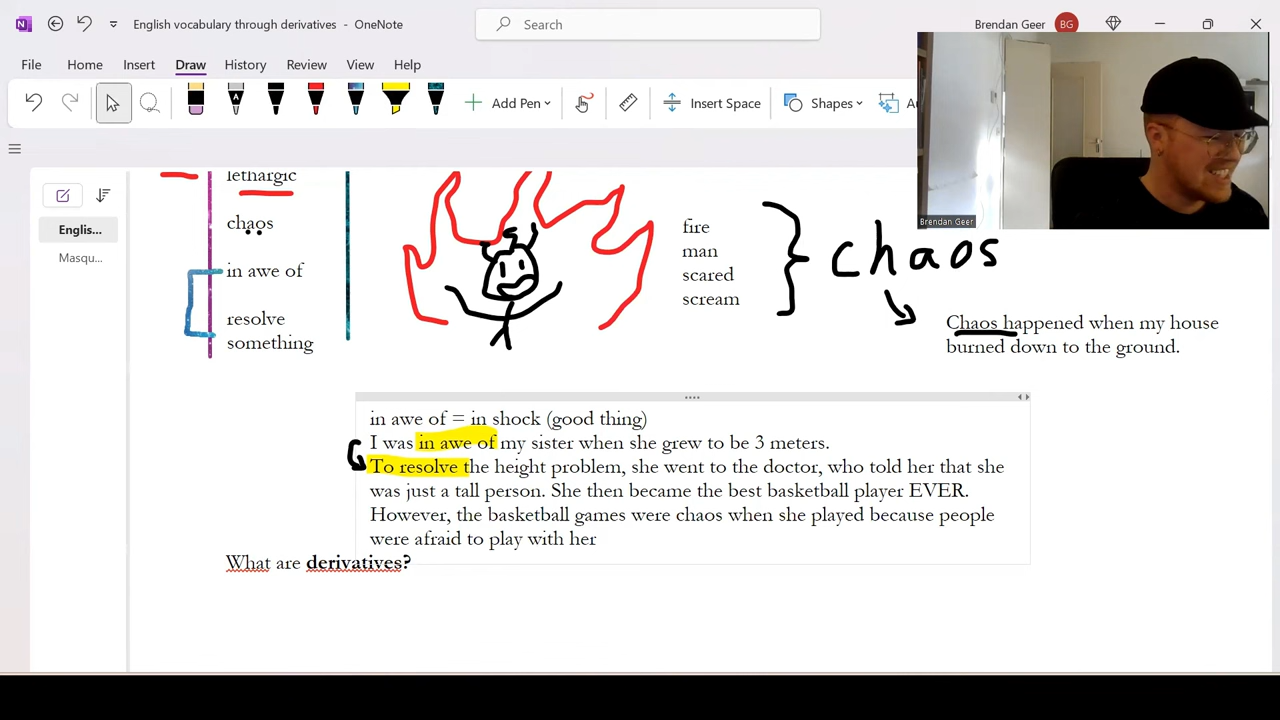 English vocabulary through derivatives - OneNote
Search
Brendan Geer
BG
File
Home
Insert
Draw
History
Review
View
Help
A
Add Pen
Insert Space
Shapes
Brendan Geer
Englis...
Masqu...
lethargic
chaos
in awe of
resolve
something
fire
man
scared
scream
chaos
Chaos happened when my house
burned down to the ground.
in awe of = in shock (good thing)
I was in awe of my sister when she grew to be 3 meters.
To resolve the height problem, she went to the doctor, who told her that she
was just a tall person. She then became the best basketball player EVER.
However, the basketball games were chaos when she played because people
were afraid to play with her
What are derivatives?